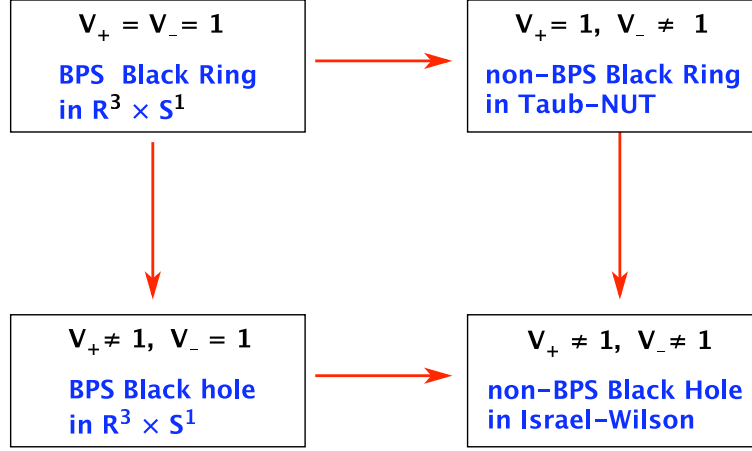 V₊ = V₋ = 1
BPS Black Ring
in R³ × S¹
V₊ = 1, V₋ ≠ 1
non-BPS Black Ring
in Taub-NUT
V₊ ≠ 1, V₋ = 1
BPS Black hole
in R³ × S¹
V₊ ≠ 1, V₋ ≠ 1
non-BPS Black Hole
in Israel-Wilson